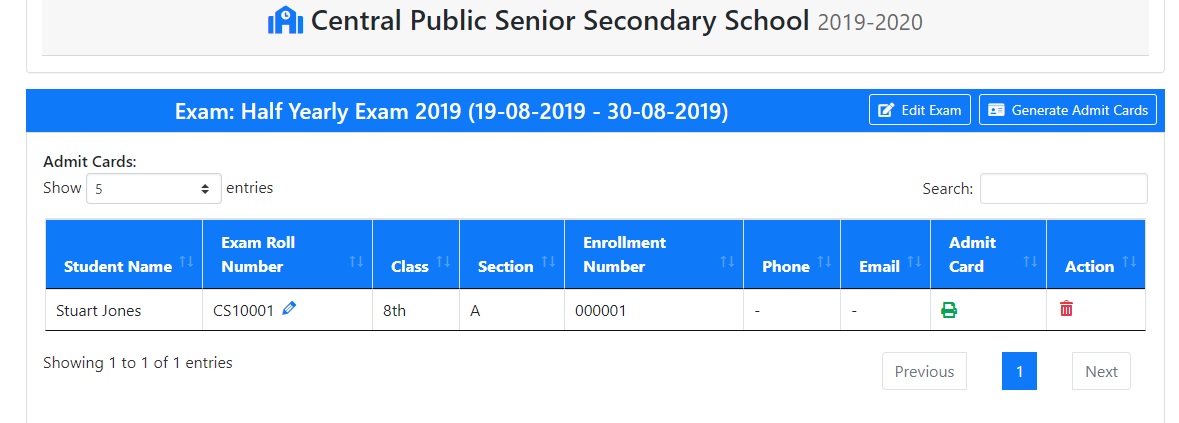 Central Public Senior Secondary School 2019-2020
Exam: Half Yearly Exam 2019 (19-08-2019 - 30-08-2019) Edit Exam Generate Admit Cards
Admit Cards:
Show 5 entries Search:
Student Name Exam Roll Number Class Section Enrollment Number Phone Email Admit Card Action
Stuart Jones CS10001 8th A 000001 - -
Showing 1 to 1 of 1 entries Previous 1 Next